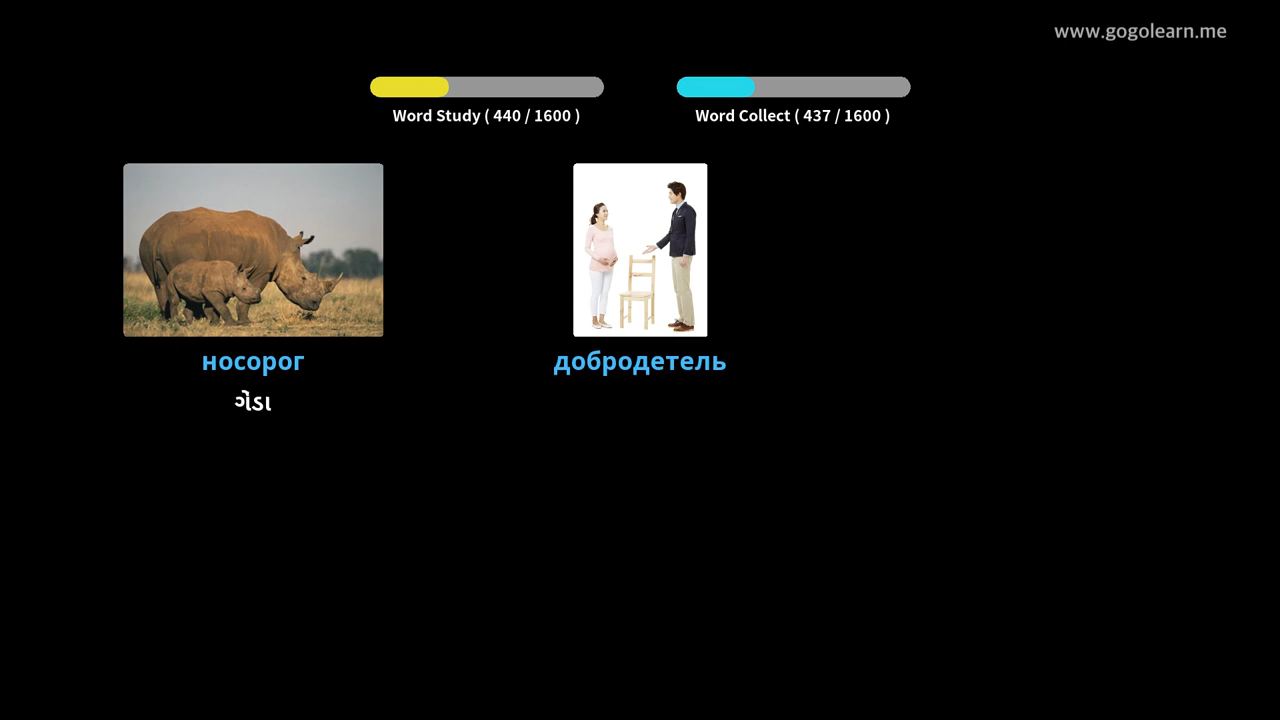 www.gogolearn.me
Word Study ( 440 / 1600 )
Word Collect ( 437 / 1600 )
носорог
добродетель
ગેંડા